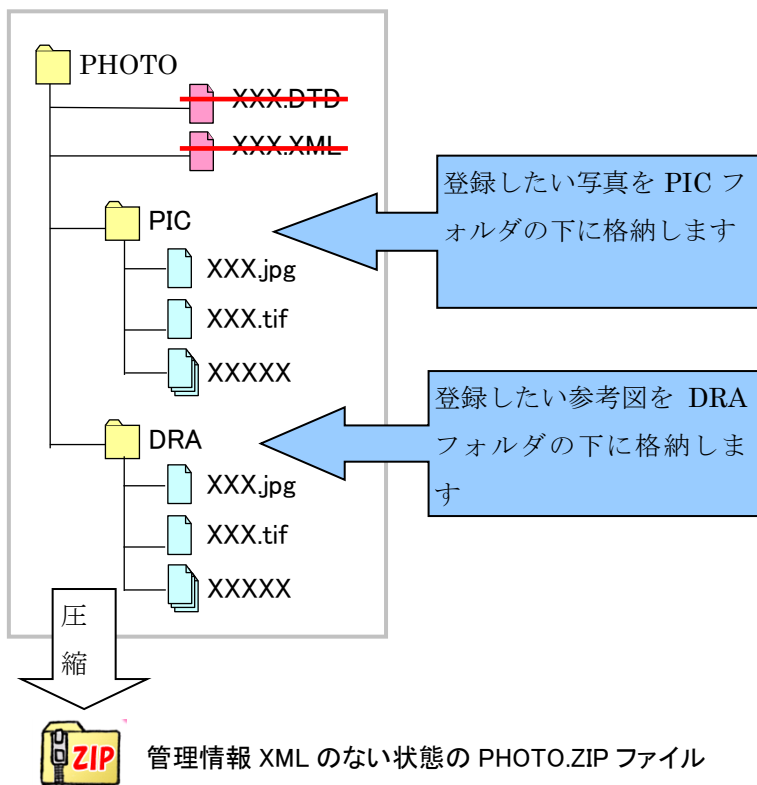 PHOTO
XXX.DTD
XXX.XML
PIC
XXX.jpg
XXX.tif
XXXXX
登録したい写真を PIC フ
ォルダの下に格納します
DRA
XXX.jpg
XXX.tif
XXXXX
登録したい参考図を DRA
フォルダの下に格納しま
す
圧
縮
ZIP
管理情報 XML のない状態の PHOTO.ZIP ファイル